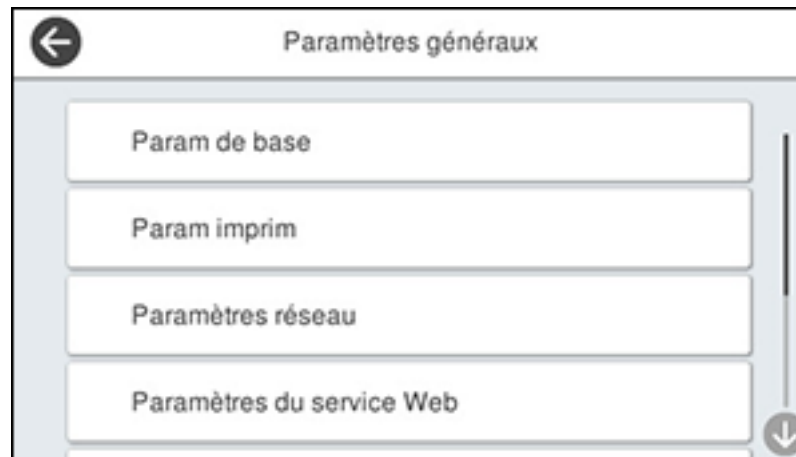 Paramètres généraux
Param de base
Param imprim
Paramètres réseau
Paramètres du service Web